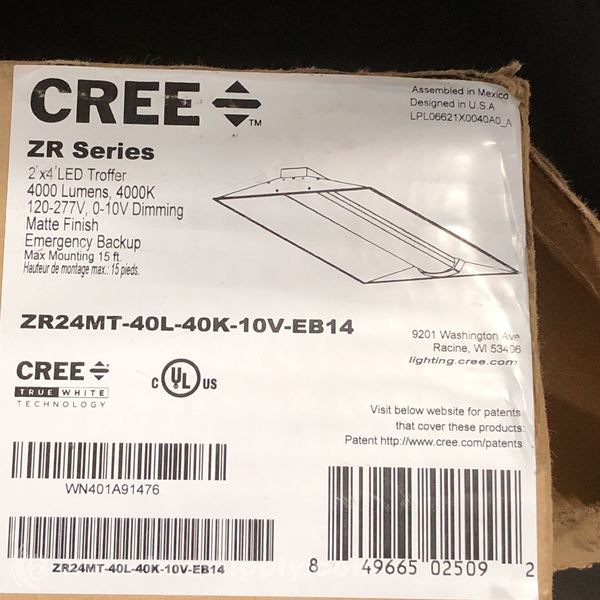 CREE
TM
Assembled in Mexico
Designed in U.S.A
LPL06621X0040A0_A
ZR Series
2'x4' LED Troffer
4000 Lumens, 4000K
120-277V, 0-10V Dimming
Matte Finish
Emergency Backup
Max Mounting 15 ft.
Hauteur de montage max.: 15 pieds.
ZR24MT-40L-40K-10V-EB14
9201 Washington Ave.
Racine, WI 53406
lighting.cree.com
CREE
TRUE WHITE
TECHNOLOGY
C UL US
Visit below website for patents
that cover these products:
Patent http://www.cree.com/patents
WN401A91476
ZR24MT-40L-40K-10V-EB14
8 49665 02509 2